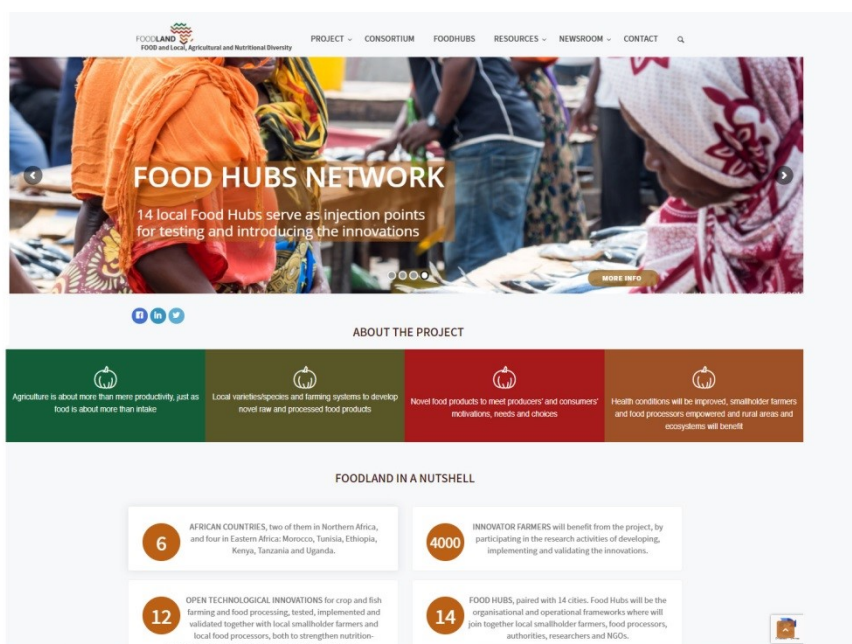 FOODLAND
FOOD and Local, Agricultural and Nutritional Diversity
PROJECT CONSORTIUM FOODHUBS RESOURCES NEWSROOM CONTACT
FOOD HUBS NETWORK
14 local Food Hubs serve as injection points
for testing and introducing the innovations
MORE INFO
ABOUT THE PROJECT
Agriculture is about more than mere productivity, just as
food is about more than intake
Local varieties/species and farming systems to develop
novel raw and processed food products
Novel food products to meet producers' and consumers'
motivations, needs and choices
Health conditions will be improved, smallholder farmers
and food processors empowered and rural areas and
ecosystems will benefit
FOODLAND IN A NUTSHELL
6
AFRICAN COUNTRIES, two of them in Northern Africa,
and four in Eastern Africa: Morocco, Tunisia, Ethiopia,
Kenya, Tanzania and Uganda.
4000
INNOVATOR FARMERS will benefit from the project, by
participating in the research activities of developing,
implementing and validating the innovations.
12
OPEN TECHNOLOGICAL INNOVATIONS for crop and fish
farming and food processing, tested, implemented and
validated together with local smallholder farmers and
local food processors, both to strengthen nutrition-
14
FOOD HUBS, paired with 14 cities. Food Hubs will be the
organisational and operational frameworks where will
join together local smallholder farmers, food processors,
authorities, researchers and NGOs.